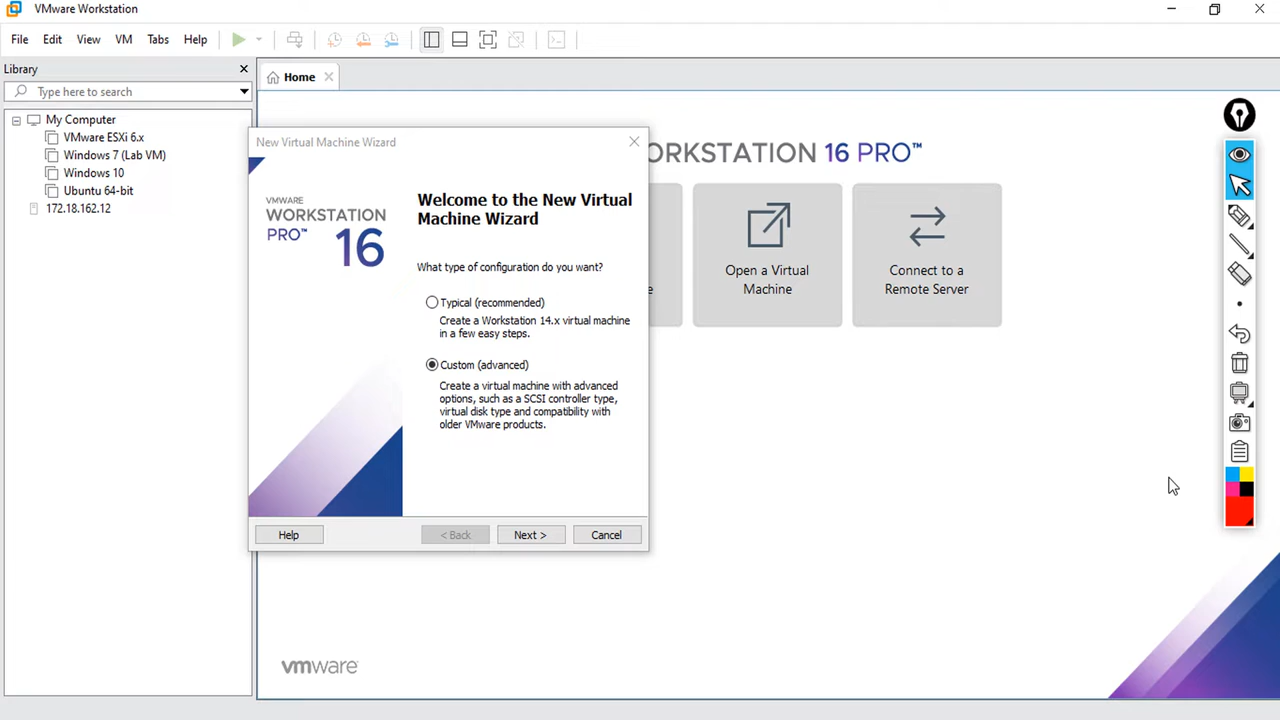 VMware Workstation
File Edit View VM Tabs Help
Library
Type here to search
My Computer
VMware ESXi 6.x
Windows 7 (Lab VM)
Windows 10
Ubuntu 64-bit
172.18.162.12
Home
ORKSTATION 16 PRO™
e
Open a Virtual
Machine
Connect to a
Remote Server
New Virtual Machine Wizard
VMWARE
WORKSTATION
PRO™ 16
Welcome to the New Virtual
Machine Wizard
What type of configuration do you want?
Typical (recommended)
Create a Workstation 14.x virtual machine
in a few easy steps.
Custom (advanced)
Create a virtual machine with advanced
options, such as a SCSI controller type,
virtual disk type and compatibility with
older VMware products.
Help
< Back
Next >
Cancel
vmware